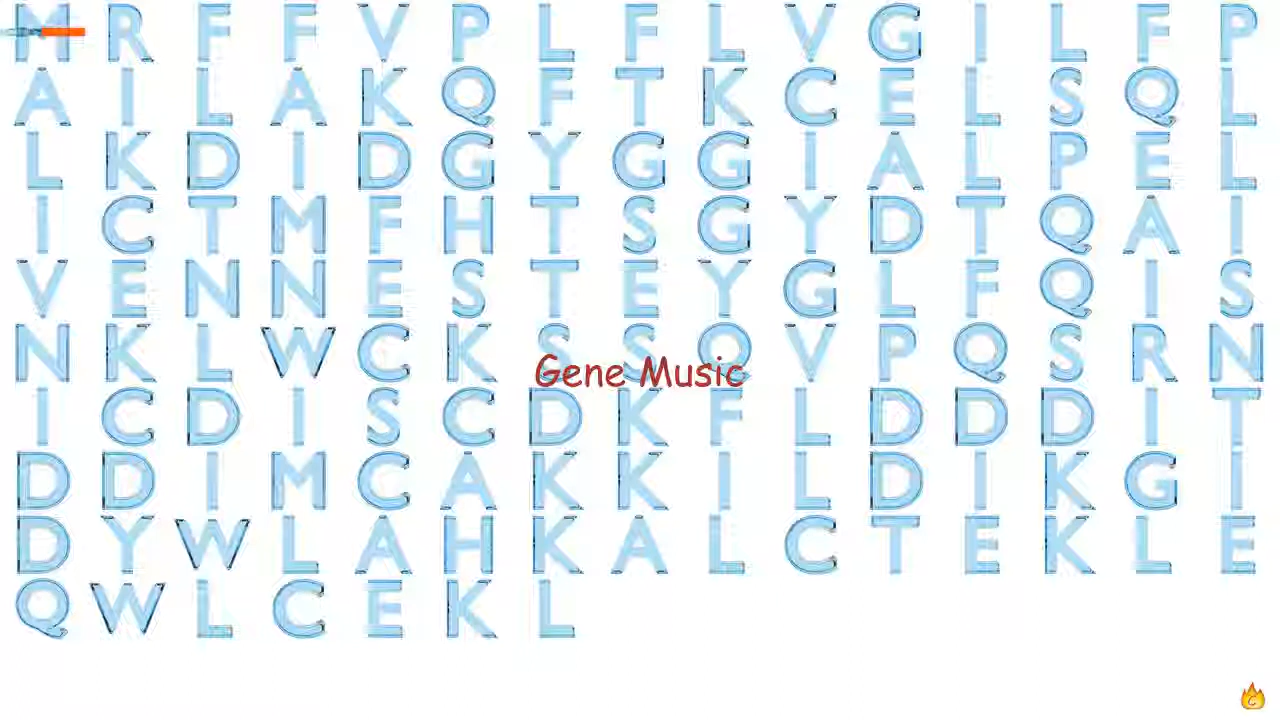 M R F F V P L F L V G I L F P
A I L A K Q F T K C E L S Q L
L K D I D G Y G G I A L P E L
I C T M F H T S G Y D T Q A I
V E N N E S T E Y G L F Q I S
N K L W C K S S Q V P Q S R N
Gene Music
I C D I S C D K F L D D D I T
D D I M C A K K I L D I K G I
D Y W L A H K A L C T E K L E
Q W L C E K L